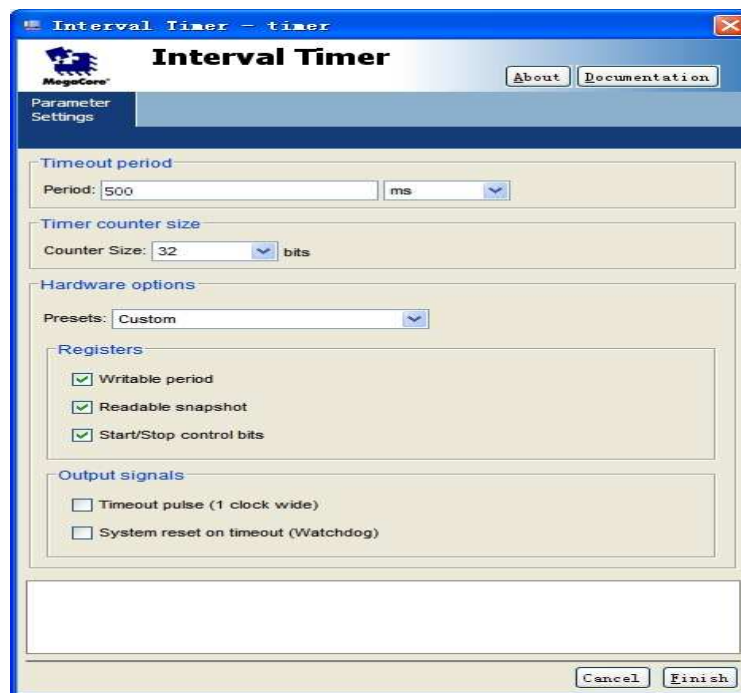 Interval Timer - timer
MegaCore®
Interval Timer
About Documentation
Parameter
Settings
Timeout period
Period: 500 ms
Timer counter size
Counter Size: 32 bits
Hardware options
Presets: Custom
Registers
Writable period
Readable snapshot
Start/Stop control bits
Output signals
Timeout pulse (1 clock wide)
System reset on timeout (Watchdog)
Cancel Finish